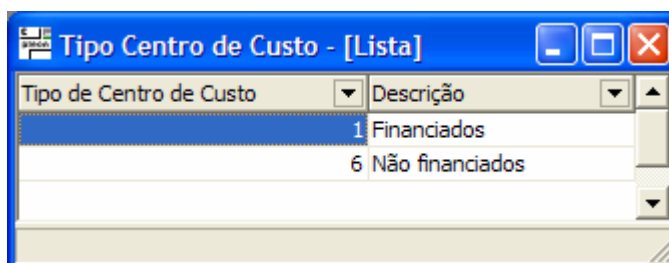 Tipo Centro de Custo - [Lista]
Tipo de Centro de Custo Descrição
1 Financiados
6 Não financiados